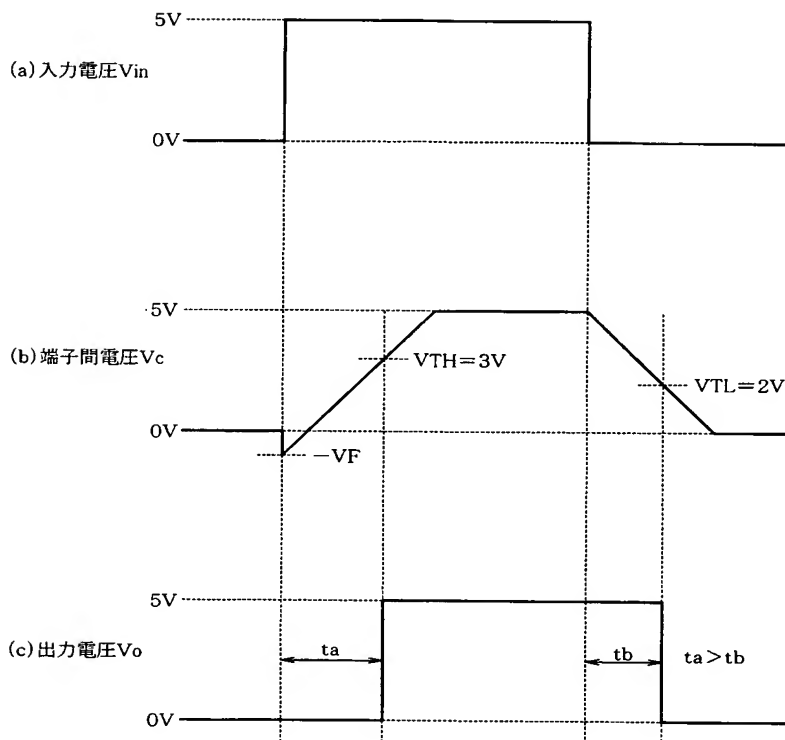 5V
(a)入力電圧Vin
0V
5V
(b)端子間電圧Vc
VTH=3V
VTL=2V
0V
−VF
5V
(c)出力電圧Vo
ta
tb
ta>tb
0V